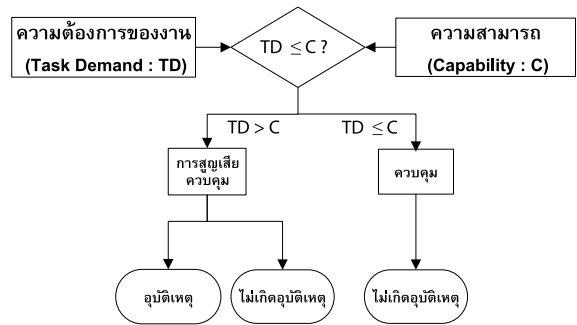 ความต้องการของงาน
(Task Demand : TD)
TD ≤ C ?
ความสามารถ
(Capability : C)
TD > C
TD ≤ C
การสูญเสีย
ควบคุม
ควบคุม
อุบัติเหตุ
ไม่เกิดอุบัติเหตุ
ไม่เกิดอุบัติเหตุ